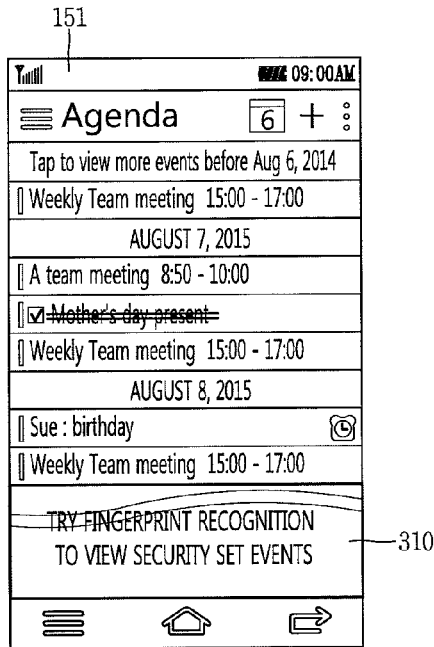 151
09:00AM
Agenda 6 +
Tap to view more events before Aug 6, 2014
Weekly Team meeting 15:00 - 17:00
AUGUST 7, 2015
A team meeting 8:50 - 10:00
Mother's day present
Weekly Team meeting 15:00 - 17:00
AUGUST 8, 2015
Sue : birthday
Weekly Team meeting 15:00 - 17:00
TRY FINGERPRINT RECOGNITION
TO VIEW SECURITY SET EVENTS
310